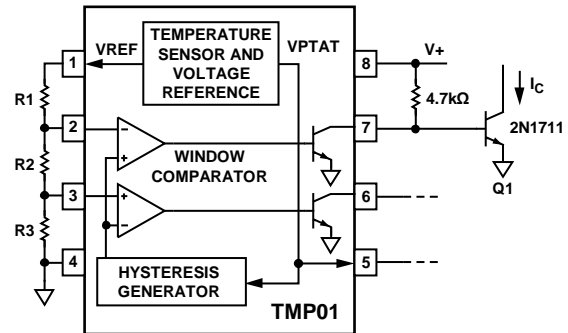 TEMPERATURE
SENSOR AND
VOLTAGE
REFERENCE
VREF
VPTAT
1
2
3
4
R1
R2
R3
WINDOW
COMPARATOR
HYSTERESIS
GENERATOR
TMP01
8
7
6
5
V+
4.7kΩ
IC
2N1711
Q1